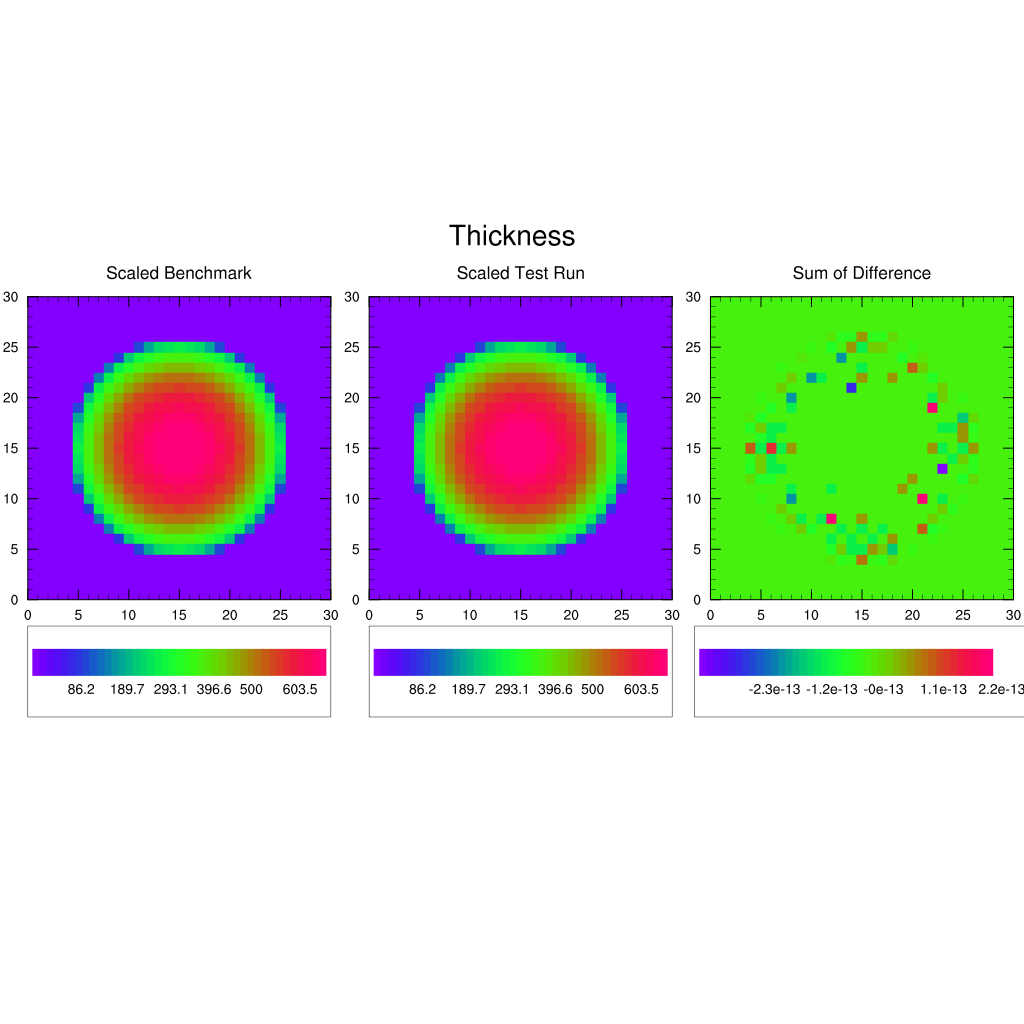 Thickness
Scaled Benchmark
Scaled Test Run
Sum of Difference
30 30 30
25 25 25
20 20 20
15 15 15
10 10 10
5 5 5
0 0 0
0 5 10 15 20 25 30 0 5 10 15 20 25 30 0 5 10 15 20 25 30
86.2 189.7 293.1 396.6 500 603.5
86.2 189.7 293.1 396.6 500 603.5
-2.3e-13 -1.2e-13 -0e-13 1.1e-13 2.2e-13